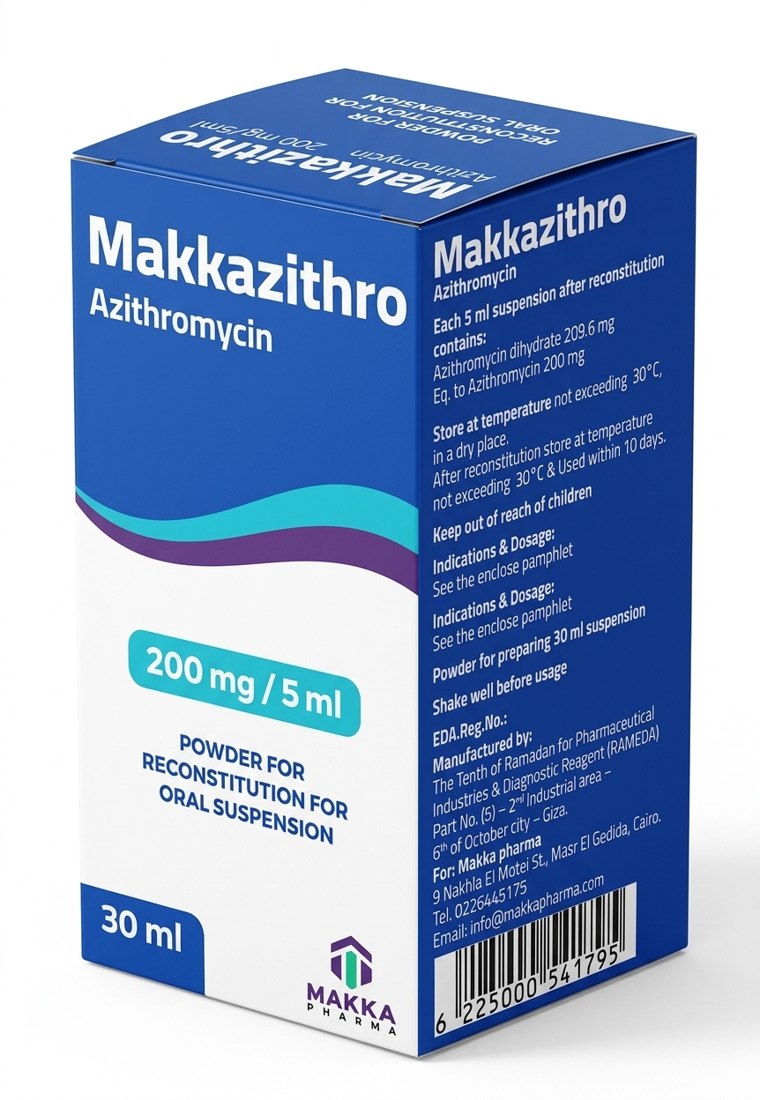 POWDER FOR
RECONSTITUTION FOR
ORAL SUSPENSION
Makkazithro
Azithromycin
200 mg/5ml
Makkazithro
Azithromycin
200 mg / 5 ml
POWDER FOR
RECONSTITUTION FOR
ORAL SUSPENSION
30 ml
MAKKA
PHARMA
Makkazithro
Azithromycin
Each 5 ml suspension after reconstitution
contains:
Azithromycin dihydrate 209.6 mg
Eq. to Azithromycin 200 mg
Store at temperature not exceeding 30°C,
in a dry place.
After reconstitution store at temperature
not exceeding 30°C & Used within 10 days.
Keep out of reach of children
Indications & Dosage:
See the enclose pamphlet
Indications & Dosage:
See the enclose pamphlet
Powder for preparing 30 ml suspension
Shake well before usage
EDA.Reg.No.:
Manufactured by:
The Tenth of Ramadan for Pharmaceutical
Industries & Diagnostic Reagent (RAMEDA)
Part No. (5) – 2nd Industrial area –
6th of October city – Giza.
For: Makka pharma
9 Nakhla El Motei St., Masr El Gedida, Cairo.
Tel. 0226445175
Email: info@makkapharma.com
6 225000 541795